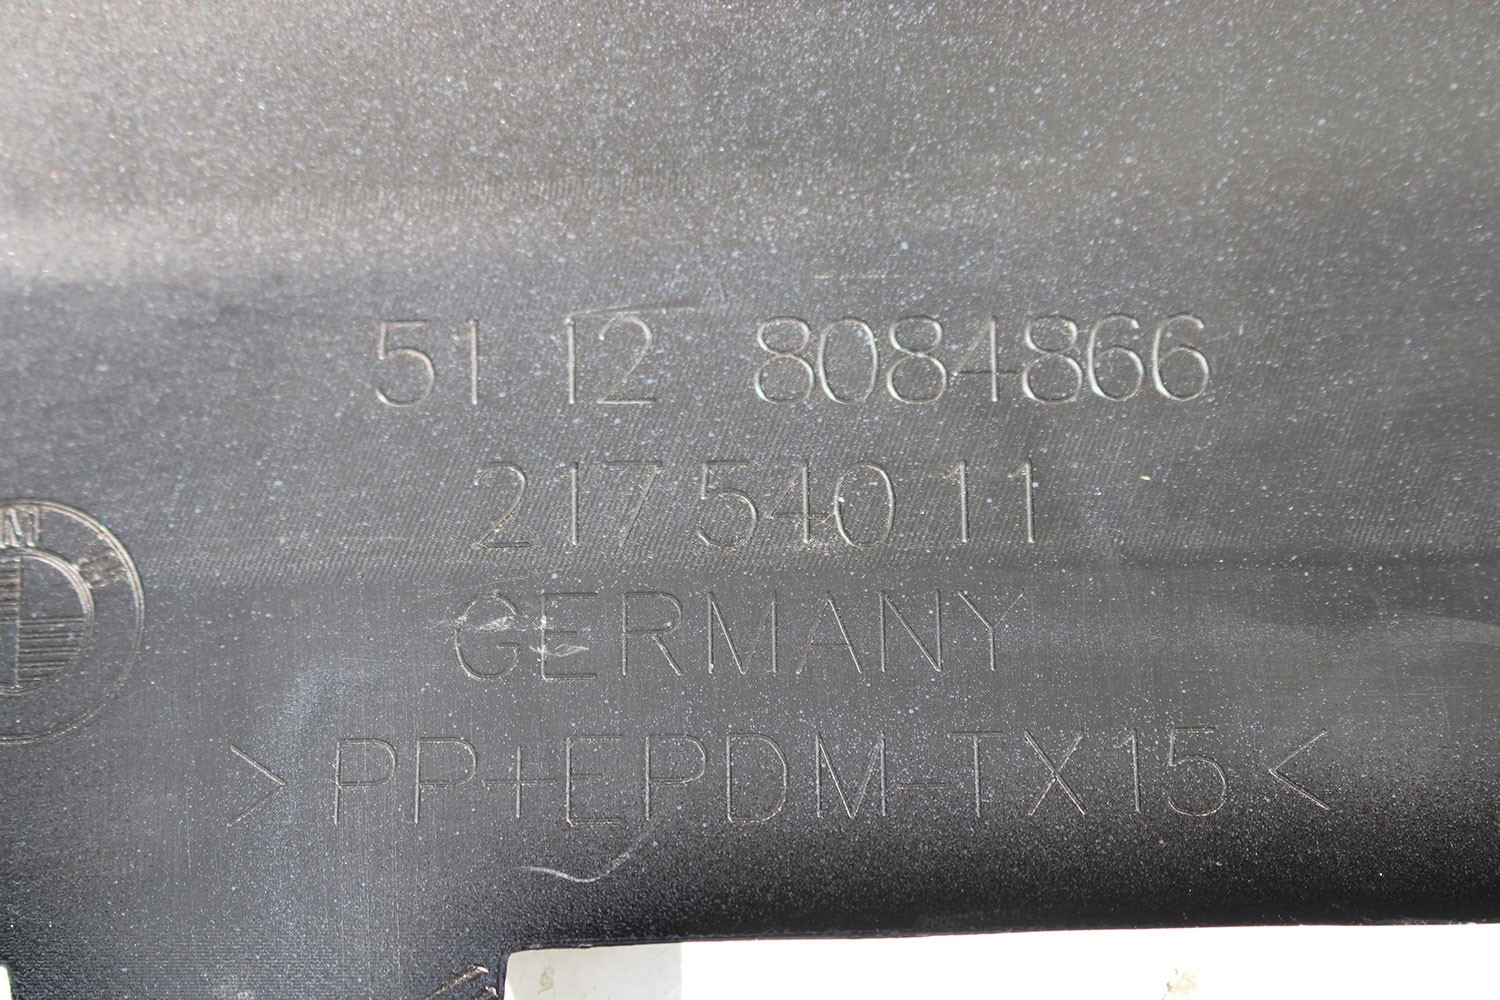 51 12 8084866
217 540 11
GERMANY
>PP+EPDM-TX15<